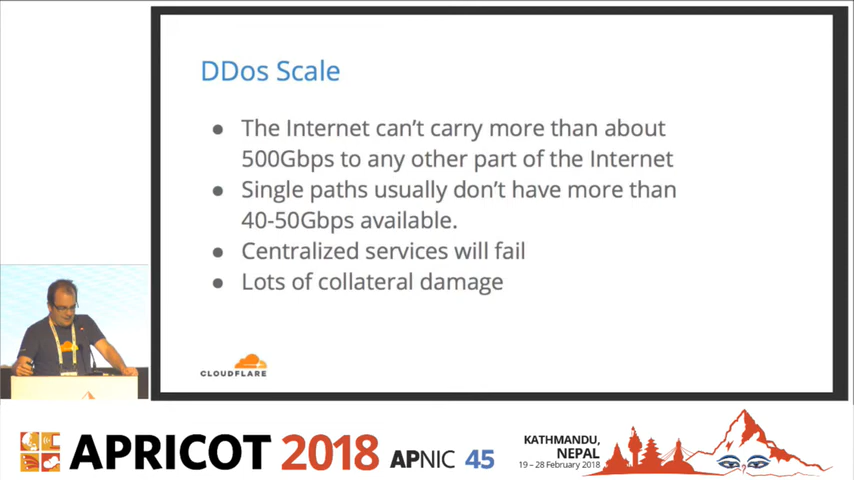 DDos Scale
● The Internet can't carry more than about
500Gbps to any other part of the Internet
● Single paths usually don't have more than
40-50Gbps available.
● Centralized services will fail
● Lots of collateral damage
CLOUDFLARE
APRICOT 2018 APNIC 45
KATHMANDU,
NEPAL
19 – 28 February 2018